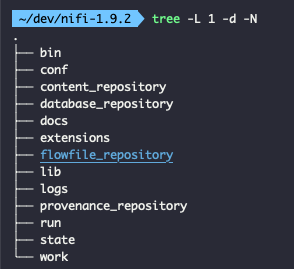 ~/dev/nifi-1.9.2 tree -L 1 -d -N
.
├── bin
├── conf
├── content_repository
├── database_repository
├── docs
├── extensions
├── flowfile_repository
├── lib
├── logs
├── provenance_repository
├── run
├── state
└── work